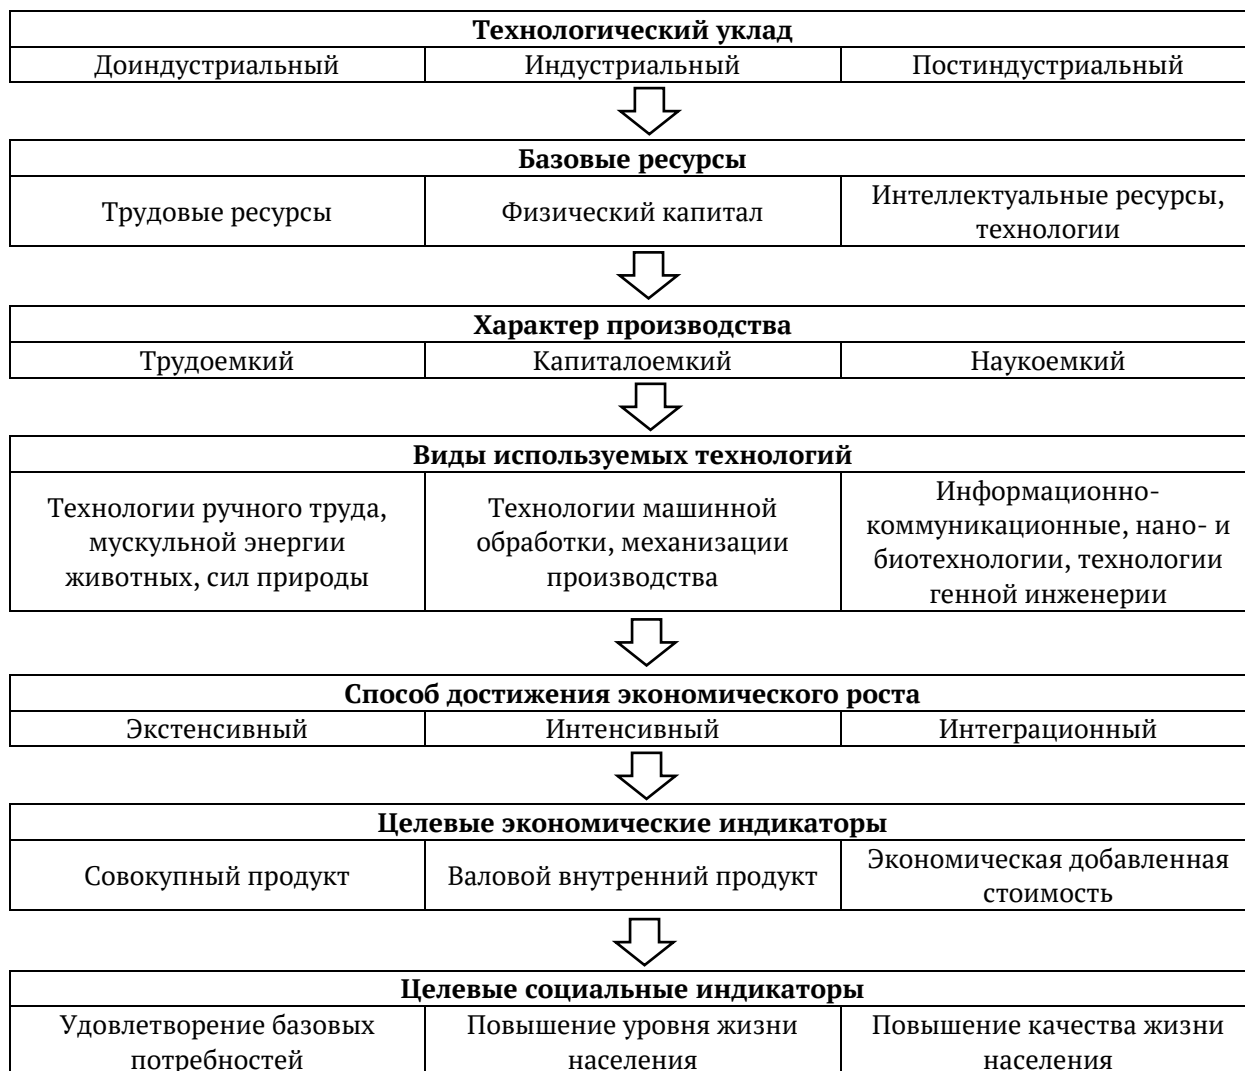 Технологический уклад
Доиндустриальный
Индустриальный
Постиндустриальный
Базовые ресурсы
Трудовые ресурсы
Физический капитал
Интеллектуальные ресурсы,
технологии
Характер производства
Трудоемкий
Капиталоемкий
Наукоемкий
Виды используемых технологий
Технологии ручного труда,
мускульной энергии
животных, сил природы
Технологии машинной
обработки, механизации
производства
Информационно-
коммуникационные, нано- и
биотехнологии, технологии
генной инженерии
Способ достижения экономического роста
Экстенсивный
Интенсивный
Интеграционный
Целевые экономические индикаторы
Совокупный продукт
Валовой внутренний продукт
Экономическая добавленная
стоимость
Целевые социальные индикаторы
Удовлетворение базовых
потребностей
Повышение уровня жизни
населения
Повышение качества жизни
населения